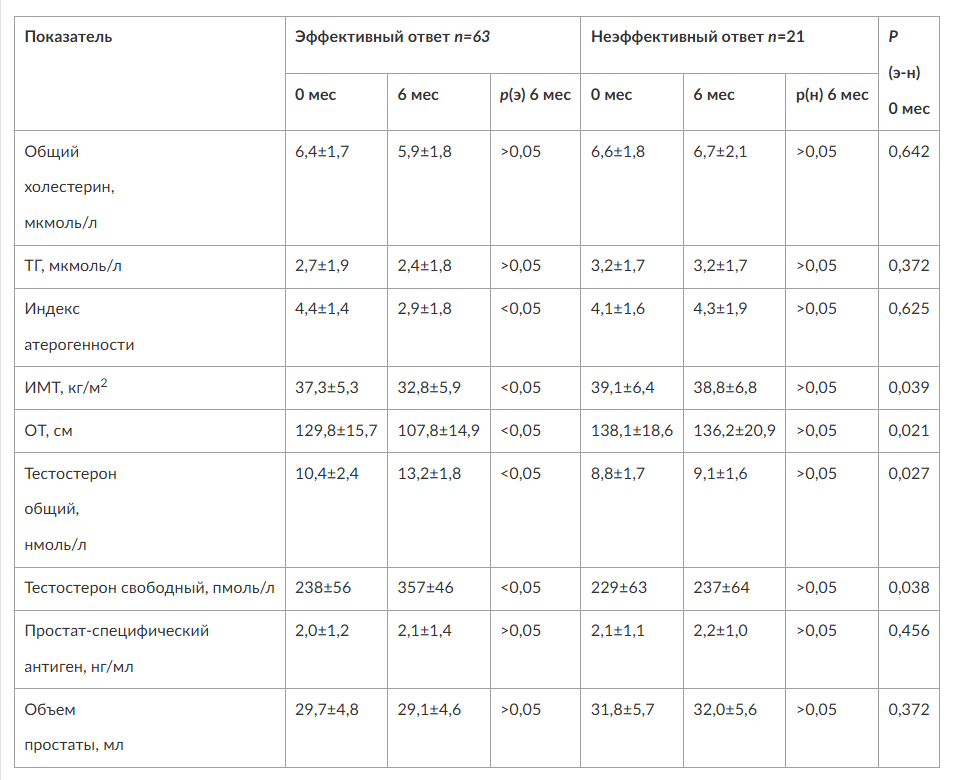 Показатель Эффективный ответ n=63 Неэффективный ответ n=21 P
(э-н)
0 мес
0 мес 6 мес p(э) 6 мес 0 мес 6 мес р(н) 6 мес
Общий 6,4±1,7 5,9±1,8 >0,05 6,6±1,8 6,7±2,1 >0,05 0,642
холестерин,
мкмоль/л
ТГ, мкмоль/л 2,7±1,9 2,4±1,8 >0,05 3,2±1,7 3,2±1,7 >0,05 0,372
Индекс 4,4±1,4 2,9±1,8 <0,05 4,1±1,6 4,3±1,9 >0,05 0,625
атерогенности
ИМТ, кг/м2 37,3±5,3 32,8±5,9 <0,05 39,1±6,4 38,8±6,8 >0,05 0,039
ОТ, см 129,8±15,7 107,8±14,9 <0,05 138,1±18,6 136,2±20,9 >0,05 0,021
Тестостерон 10,4±2,4 13,2±1,8 <0,05 8,8±1,7 9,1±1,6 >0,05 0,027
общий,
нмоль/л
Тестостерон свободный, пмоль/л 238±56 357±46 <0,05 229±63 237±64 >0,05 0,038
Простат-специфический 2,0±1,2 2,1±1,4 >0,05 2,1±1,1 2,2±1,0 >0,05 0,456
антиген, нг/мл
Объем 29,7±4,8 29,1±4,6 >0,05 31,8±5,7 32,0±5,6 >0,05 0,372
простаты, мл